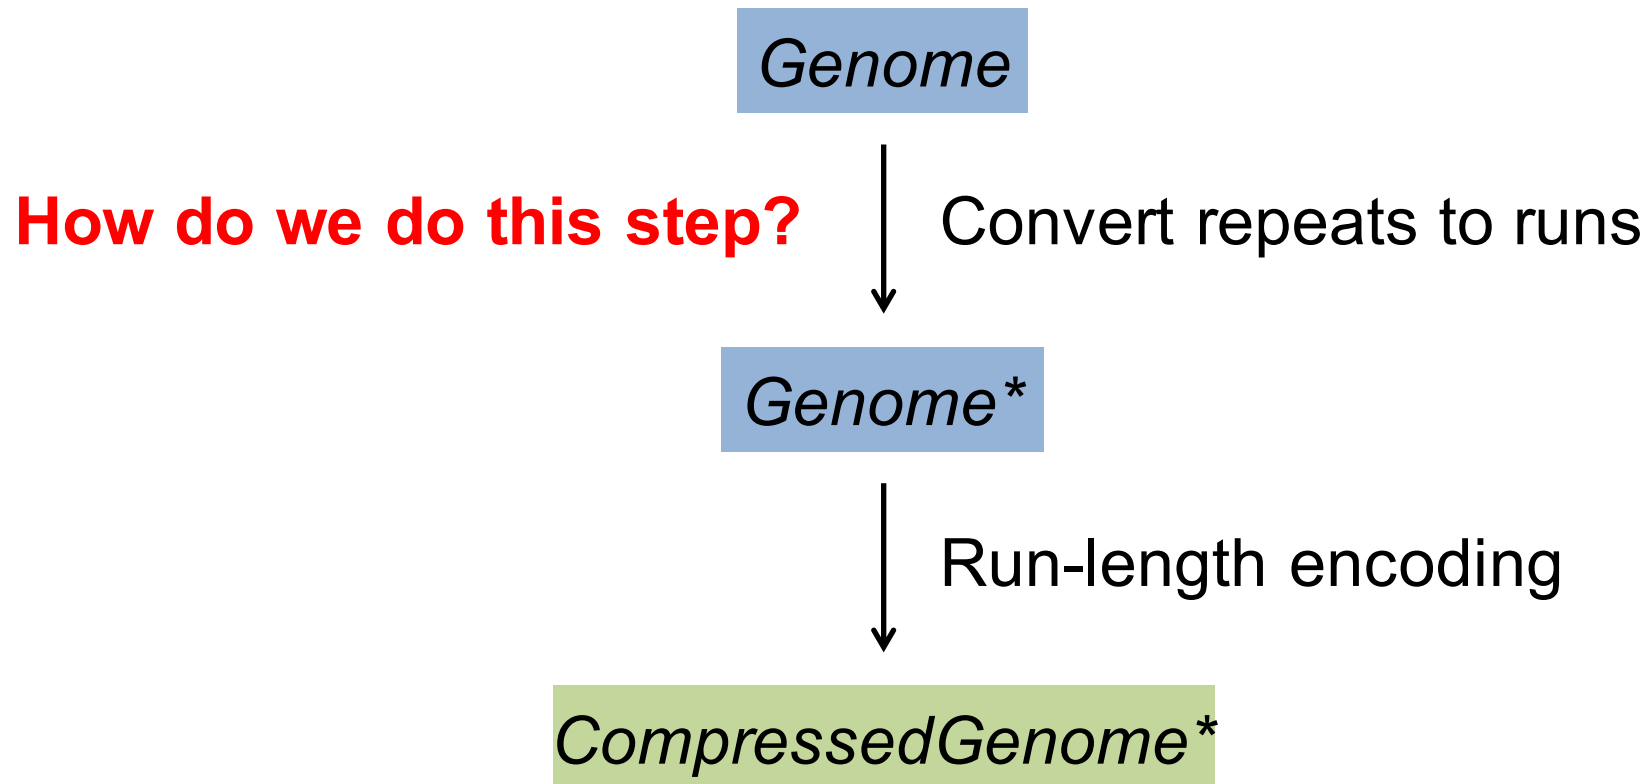 Genome
How do we do this step?
Convert repeats to runs
Genome*
Run-length encoding
CompressedGenome*